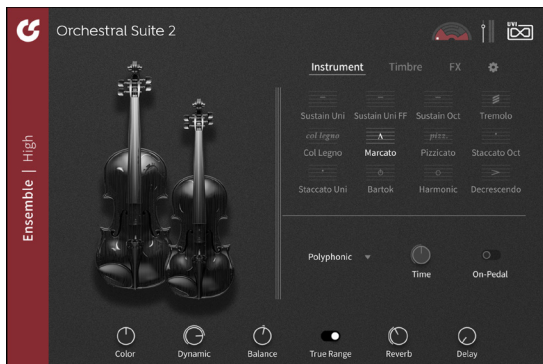 Orchestral Suite 2
UVI
Instrument Timbre FX
Sustain Uni Sustain Uni FF Sustain Oct Tremolo
col legno pizz.
Col Legno Marcato Pizzicato Staccato Oct
Staccato Uni Bartok Harmonic Decrescendo
Ensemble | High
Polyphonic
Time On-Pedal
Color Dynamic Balance True Range Reverb Delay